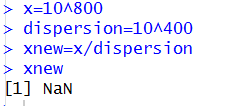 > x=10^800
> dispersion=10^400
> xnew=x/dispersion
> xnew
[1] NaN